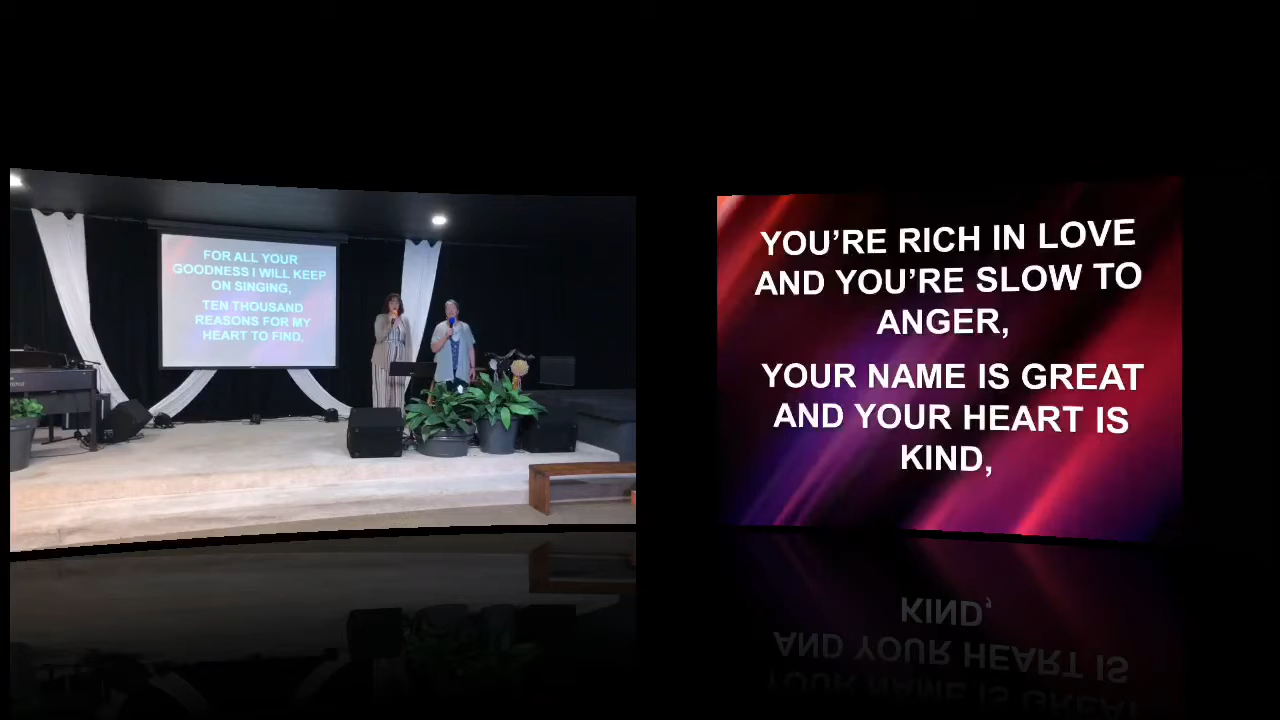 FOR ALL YOUR
GOODNESS I WILL KEEP
ON SINGING,
TEN THOUSAND
REASONS FOR MY
HEART TO FIND,
YOU'RE RICH IN LOVE
AND YOU'RE SLOW TO
ANGER,
YOUR NAME IS GREAT
AND YOUR HEART IS
KIND,